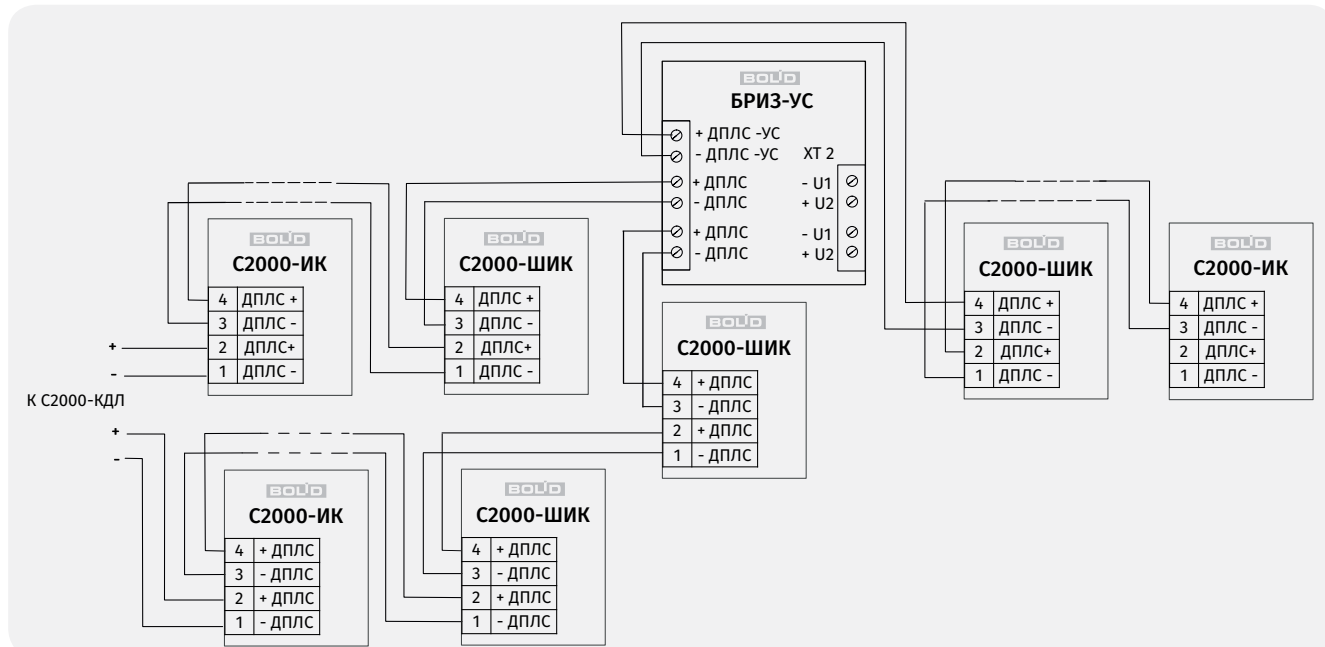 BOLID
БРИЗ-УС
+ ДПЛС -УС
- ДПЛС -УС
XT 2
+ ДПЛС
- ДПЛС
+ ДПЛС
- ДПЛС
- U1
+ U2
- U1
+ U2
BOLID
С2000-ИК
4 ДПЛС +
3 ДПЛС -
2 ДПЛС+
1 ДПЛС -
BOLID
С2000-ШИК
4 ДПЛС +
3 ДПЛС -
2 ДПЛС+
1 ДПЛС -
BOLID
С2000-ШИК
4 ДПЛС +
3 ДПЛС -
2 ДПЛС+
1 ДПЛС -
BOLID
С2000-ИК
4 ДПЛС +
3 ДПЛС -
2 ДПЛС+
1 ДПЛС -
+
-
К С2000-КДЛ
+
-
BOLID
С2000-ШИК
4 + ДПЛС
3 - ДПЛС
2 + ДПЛС
1 - ДПЛС
BOLID
С2000-ИК
4 + ДПЛС
3 - ДПЛС
2 + ДПЛС
1 - ДПЛС
BOLID
С2000-ШИК
4 + ДПЛС
3 - ДПЛС
2 + ДПЛС
1 - ДПЛС